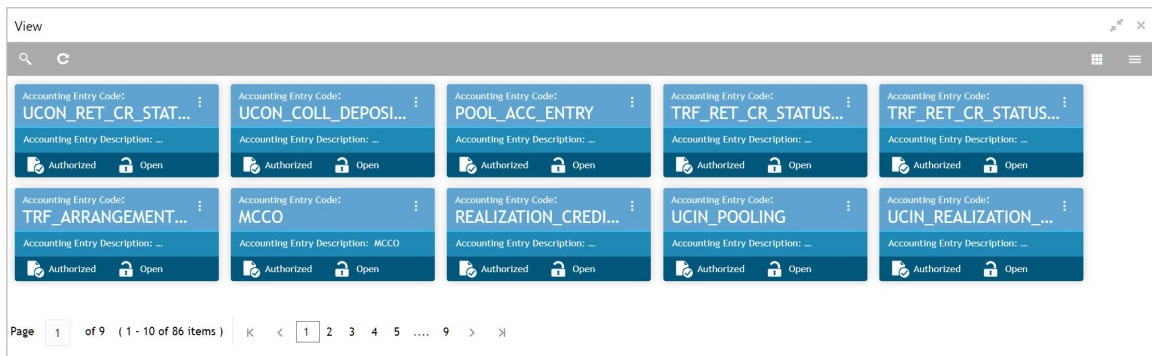 View
Accounting Entry Code: Accounting Entry Code: Accounting Entry Code: Accounting Entry Code: Accounting Entry Code:
UCON_RET_CR_STAT... UCON_COLL_DEPOSI... POOL_ACC_ENTRY TRF_RET_CR_STATUS... TRF_RET_CR_STATUS...
Accounting Entry Description: ... Accounting Entry Description: ... Accounting Entry Description: ... Accounting Entry Description: ... Accounting Entry Description: ...
Authorized Open Authorized Open Authorized Open Authorized Open Authorized Open
Accounting Entry Code: Accounting Entry Code: Accounting Entry Code: Accounting Entry Code: Accounting Entry Code:
TRF_ARRANGEMENT... MCCO REALIZATION_CREDI... UCIN_POOLING UCIN_REALIZATION_...
Accounting Entry Description: ... Accounting Entry Description: MCCO Accounting Entry Description: ... Accounting Entry Description: ... Accounting Entry Description: ...
Authorized Open Authorized Open Authorized Open Authorized Open Authorized Open
Page 1 of 9 ( 1 - 10 of 86 items ) 1 2 3 4 5 .... 9